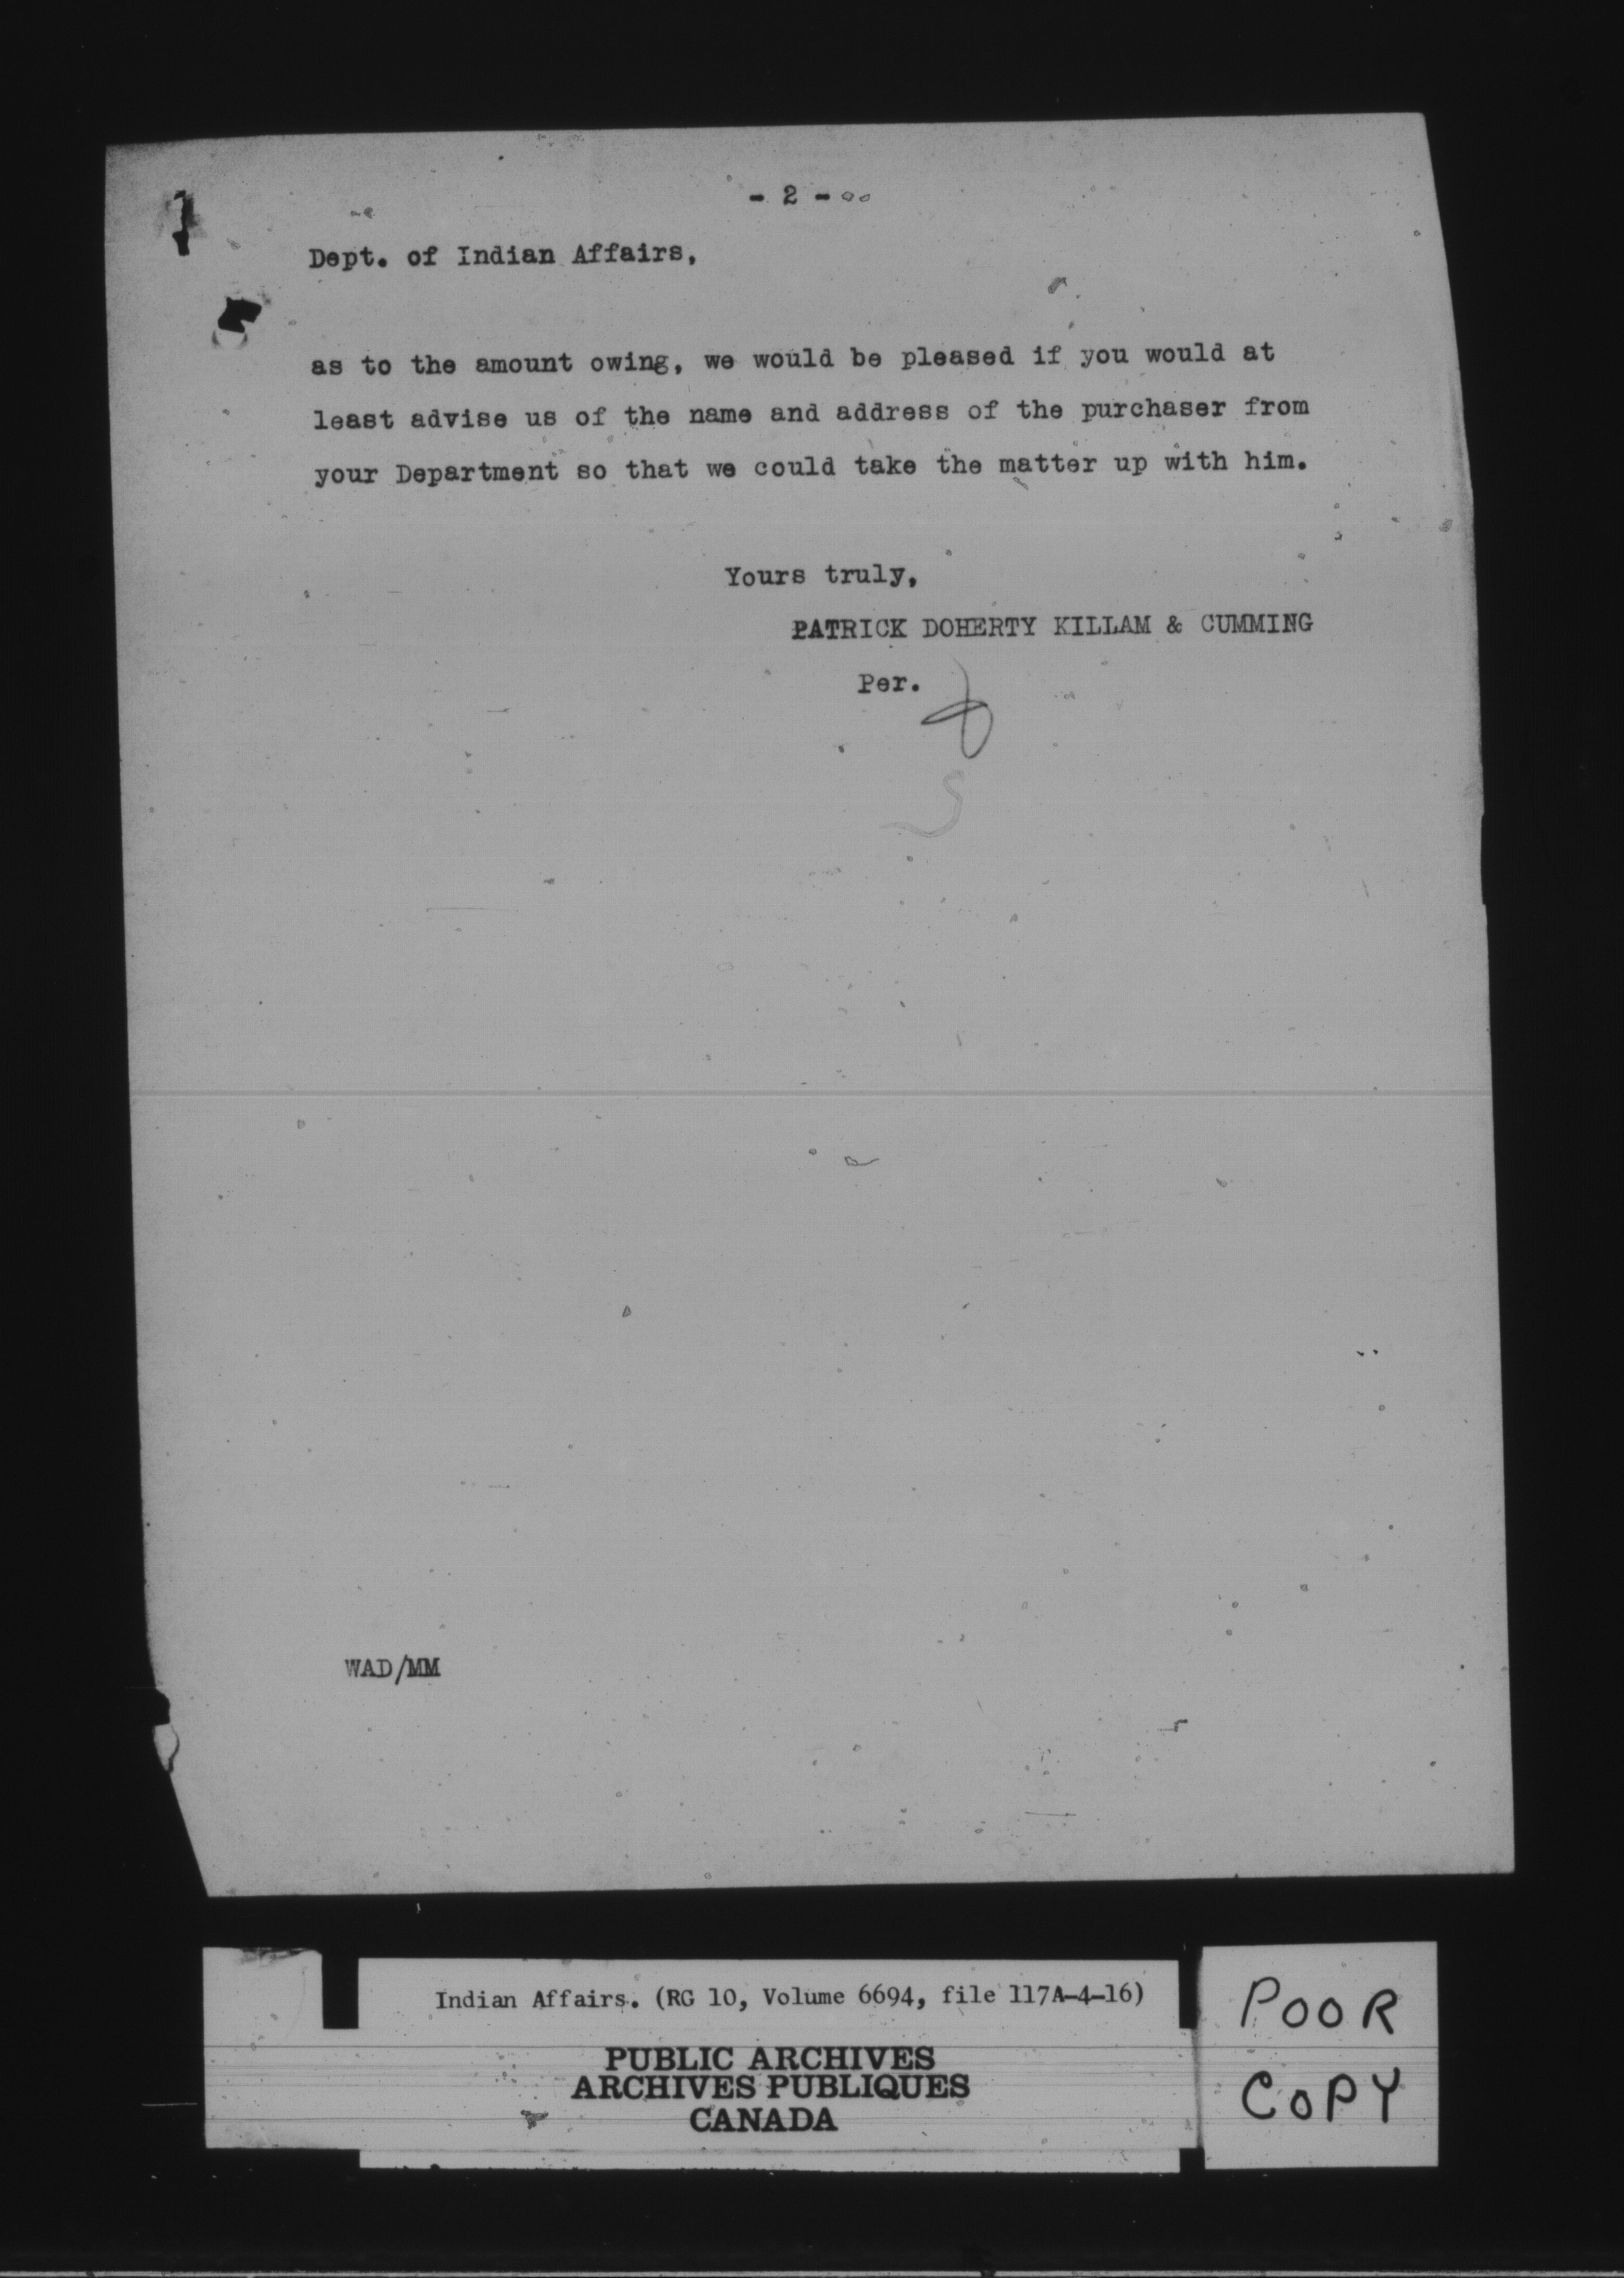 - 2 -
Dept. of Indian Affairs,
as to the amount owing, we would be pleased if you would at
least advise us of the name and address of the purchaser from
your Department so that we could take the matter up with him.
Yours truly,
PATRICK DOHERTY KILLAM & CUMMING
Per.
WAD/MM
Indian Affairs. (RG 10, Volume 6694, file 117A-4-16)
PUBLIC ARCHIVES
ARCHIVES PUBLIQUES
CANADA
POOR
COPY